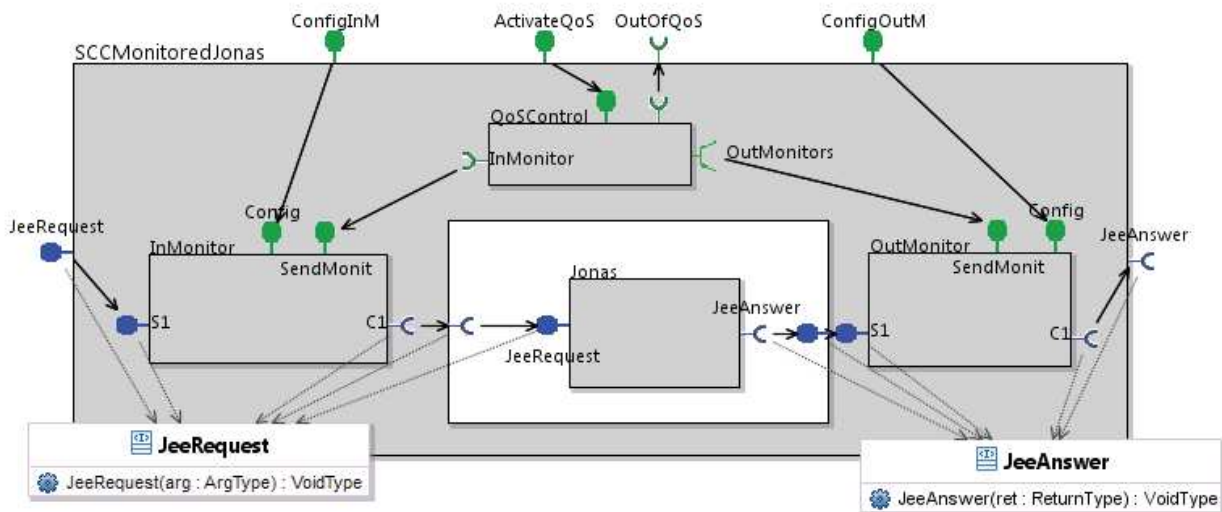 ConfigInM
ActivateQoS
OutOfQoS
ConfigOutM
SCCMonitoredJonas
QoSControl
InMonitor
OutMonitors
JeeRequest
Config
InMonitor
SendMonit
Config
OutMonitor
SendMonit
JeeAnswer
Jonas
S1
C1
JeeAnswer
JeeRequest
S1
C1
JeeRequest
JeeRequest(arg : ArgType) : VoidType
JeeAnswer
JeeAnswer(ret : ReturnType) : VoidType